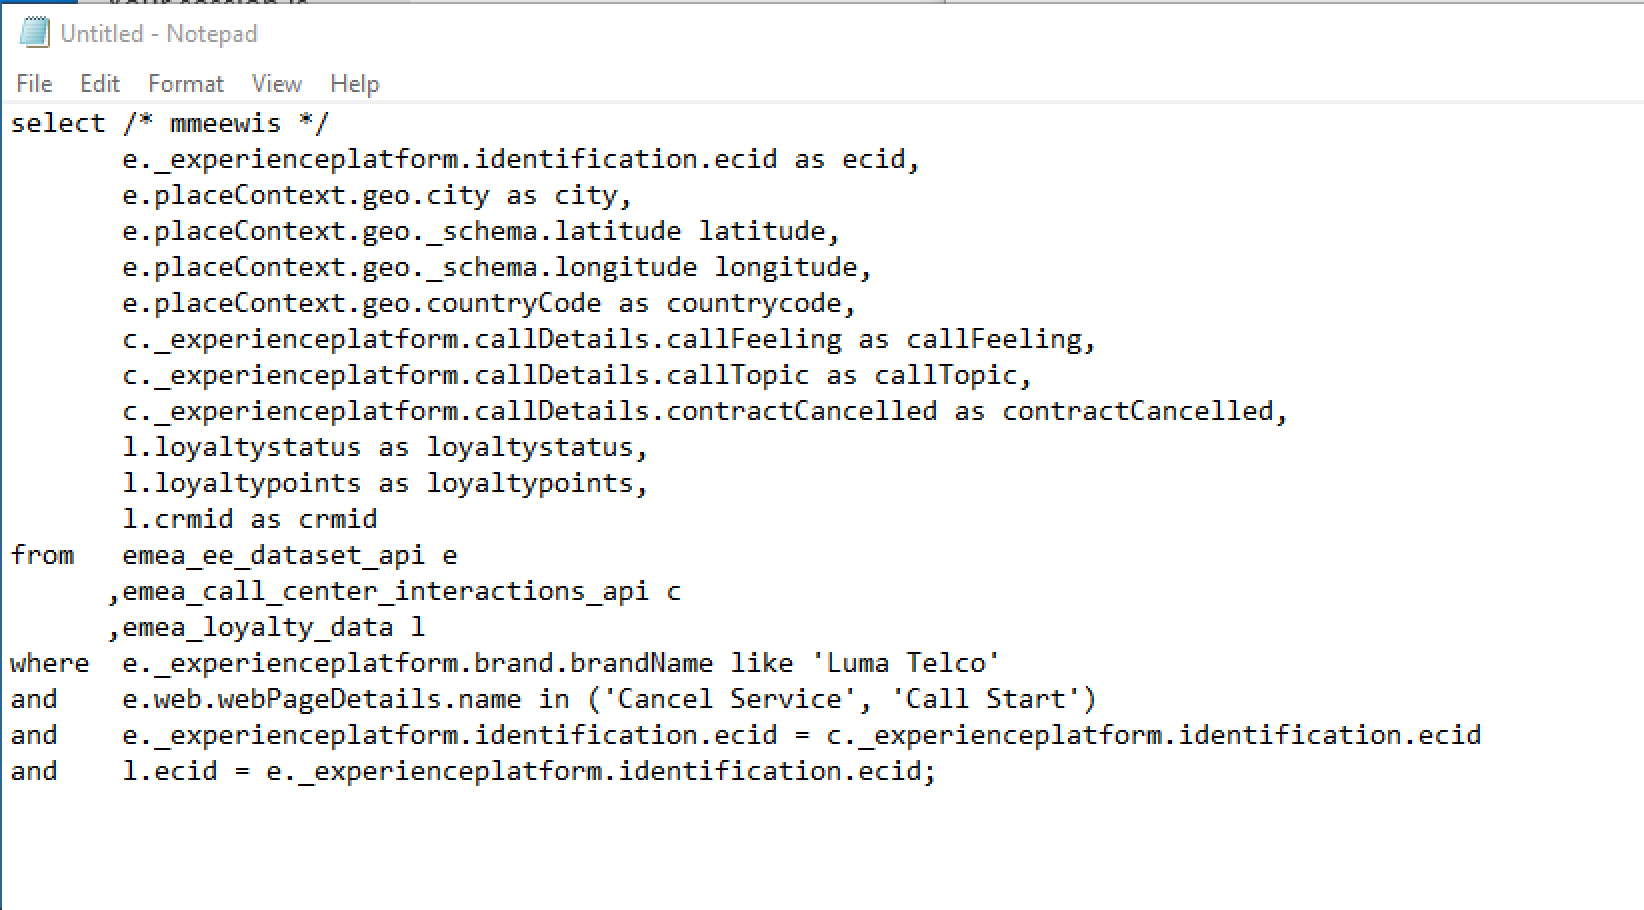 Untitled - Notepad
File Edit Format View Help
select /* mmeewis */
e._experienceplatform.identification.ecid as ecid,
e.placeContext.geo.city as city,
e.placeContext.geo._schema.latitude latitude,
e.placeContext.geo._schema.longitude longitude,
e.placeContext.geo.countryCode as countrycode,
c._experienceplatform.callDetails.callFeeling as callFeeling,
c._experienceplatform.callDetails.callTopic as callTopic,
c._experienceplatform.callDetails.contractCancelled as contractCancelled,
l.loyaltystatus as loyaltystatus,
l.loyaltypoints as loyaltypoints,
l.crmid as crmid
from emea_ee_dataset_api e
,emea_call_center_interactions_api c
,emea_loyalty_data l
where e._experienceplatform.brand.brandName like 'Luma Telco'
and e.web.webPageDetails.name in ('Cancel Service', 'Call Start')
and e._experienceplatform.identification.ecid = c._experienceplatform.identification.ecid
and l.ecid = e._experienceplatform.identification.ecid;